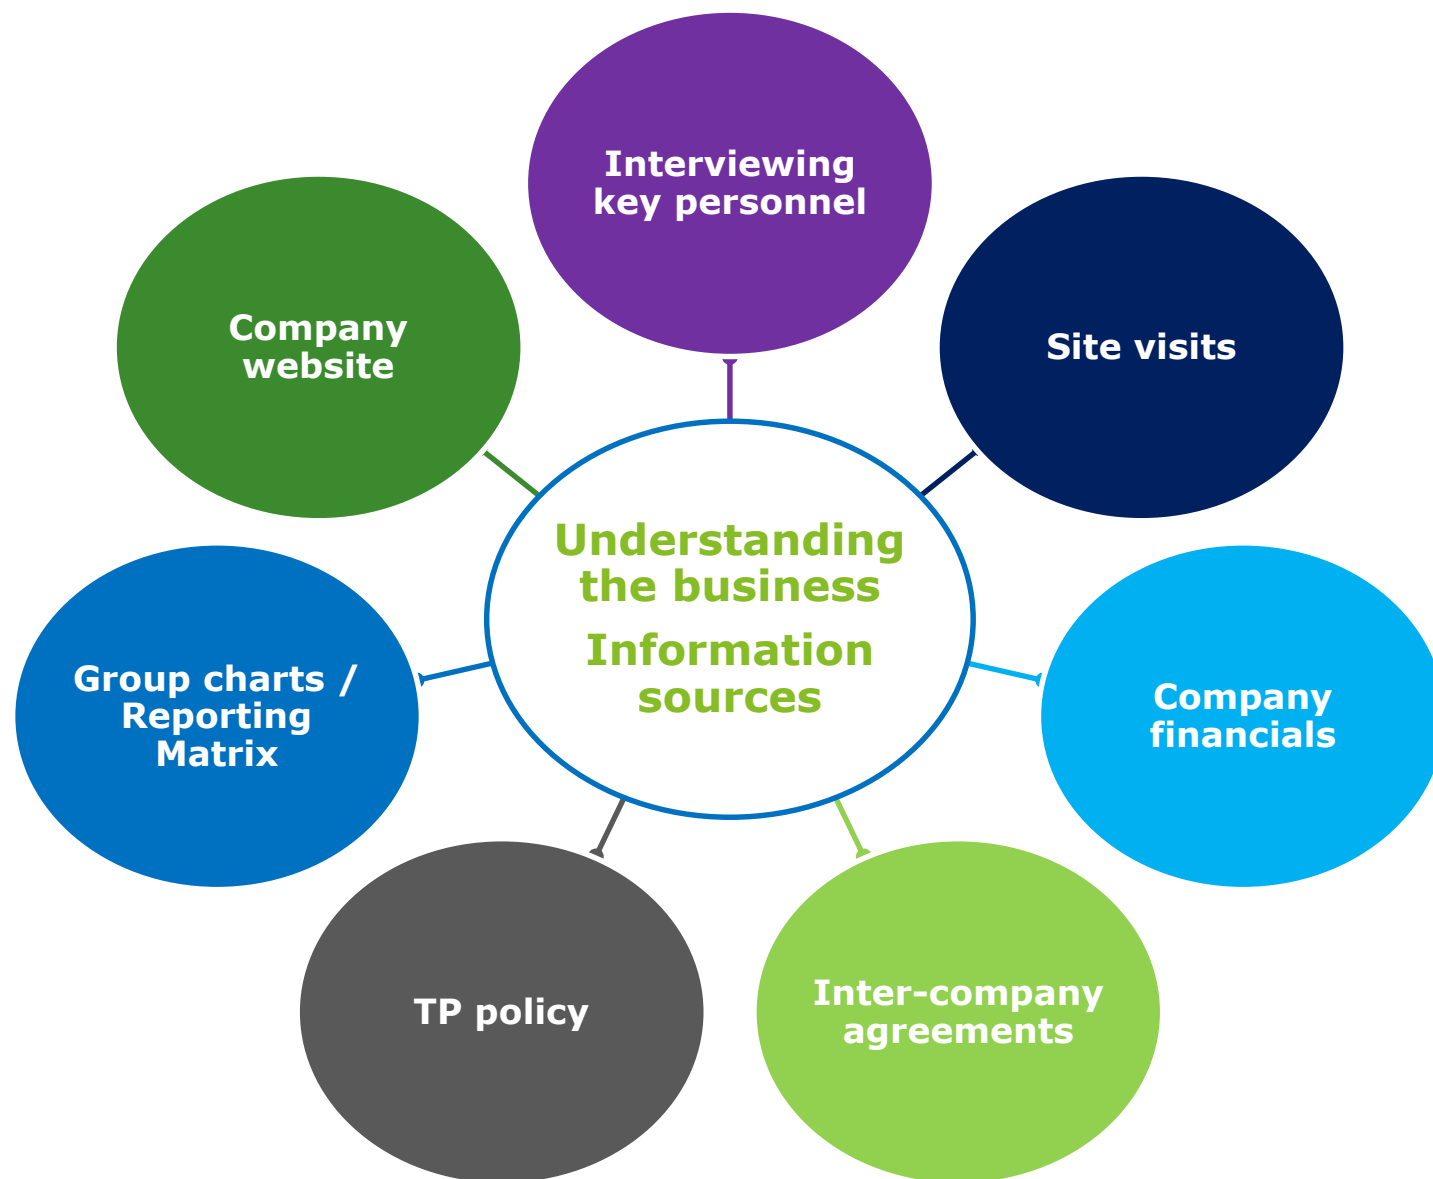 Interviewing
key personnel
Company
website
Site visits
Understanding
the business
Information
sources
Group charts /
Reporting
Matrix
Company
financials
TP policy
Inter-company
agreements